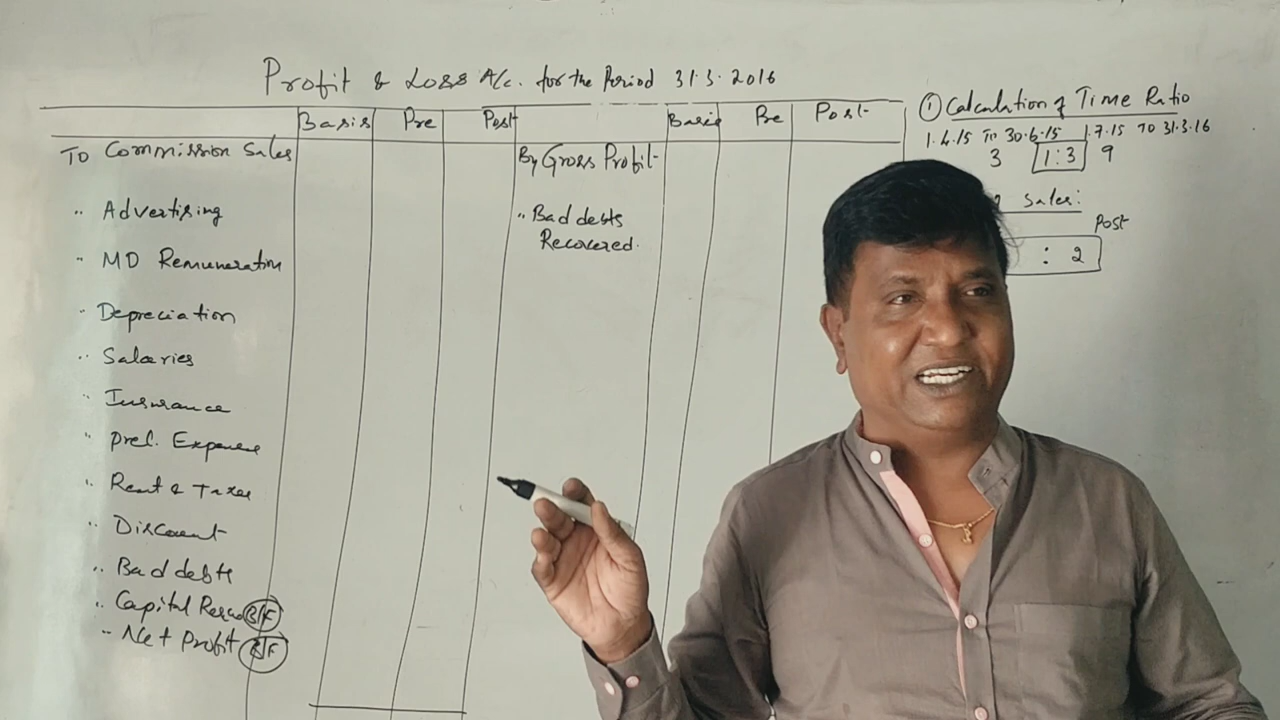 Profit & Loss A/c. for the Period 31.3.2016
Basis Pre Post Basis Pre Post
To Commission Sales
" Advertising
" MD Remuneration
" Depreciation
" Salaries
" Insurance
" Prel. Expense
" Rent & Taxes
" Discount
" Bad debts
" Capital Reserve B/F
" Net Profit B/F
By Gross Profit
" Bad debts
Recovered.
① Calculation of Time Ratio
1.4.15 To 30.6.15 1.7.15 TO 31.3.16
3 1:3 9
Sales:
Post
: 2